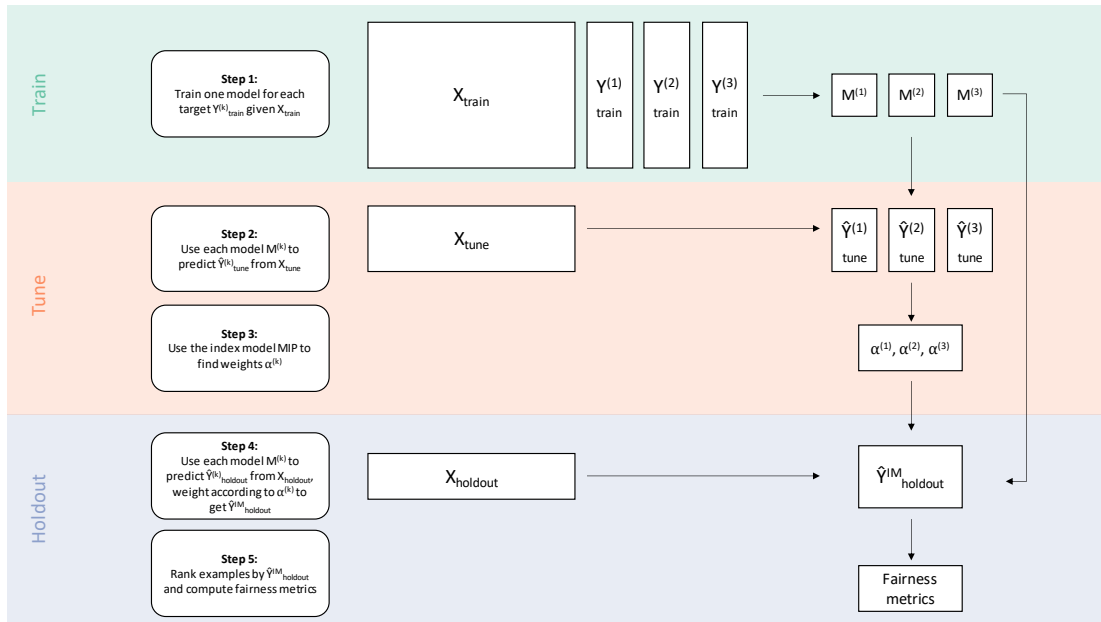 Train
Step 1:
Train one model for each
target Y⁽ᵏ⁾train given Xtrain
Xtrain
Y⁽¹⁾
train
Y⁽²⁾
train
Y⁽³⁾
train
M⁽¹⁾
M⁽²⁾
M⁽³⁾
Tune
Step 2:
Use each model M⁽ᵏ⁾ to
predict Ŷ⁽ᵏ⁾tune from Xtune
Xtune
Ŷ⁽¹⁾
tune
Ŷ⁽²⁾
tune
Ŷ⁽³⁾
tune
Step 3
Use the index model MIP to
find weights α⁽ᵏ⁾
α⁽¹⁾, α⁽²⁾, α⁽³⁾
Holdout
Step 4:
Use each model M⁽ᵏ⁾ to
predict Ŷ⁽ᵏ⁾holdout from Xholdout,
weight according to α⁽ᵏ⁾ to
get Ŷᴵᴹholdout
Xholdout
Ŷᴵᴹholdout
Step 5:
Rank examples by Ŷᴵᴹholdout
and compute fairness metrics
Fairness
metrics